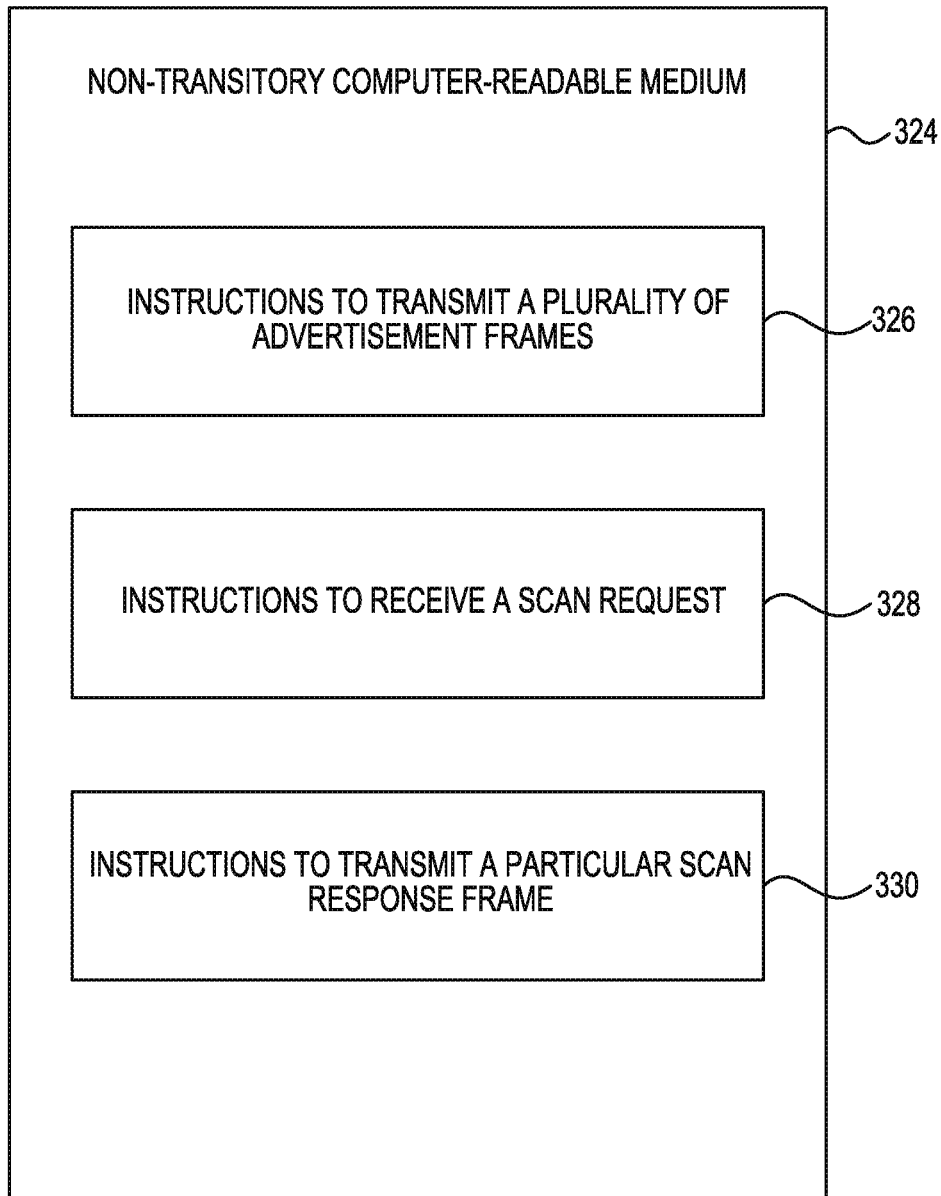 NON-TRANSITORY COMPUTER-READABLE MEDIUM
324
INSTRUCTIONS TO TRANSMIT A PLURALITY OF
ADVERTISEMENT FRAMES
326
INSTRUCTIONS TO RECEIVE A SCAN REQUEST
328
INSTRUCTIONS TO TRANSMIT A PARTICULAR SCAN
RESPONSE FRAME
330